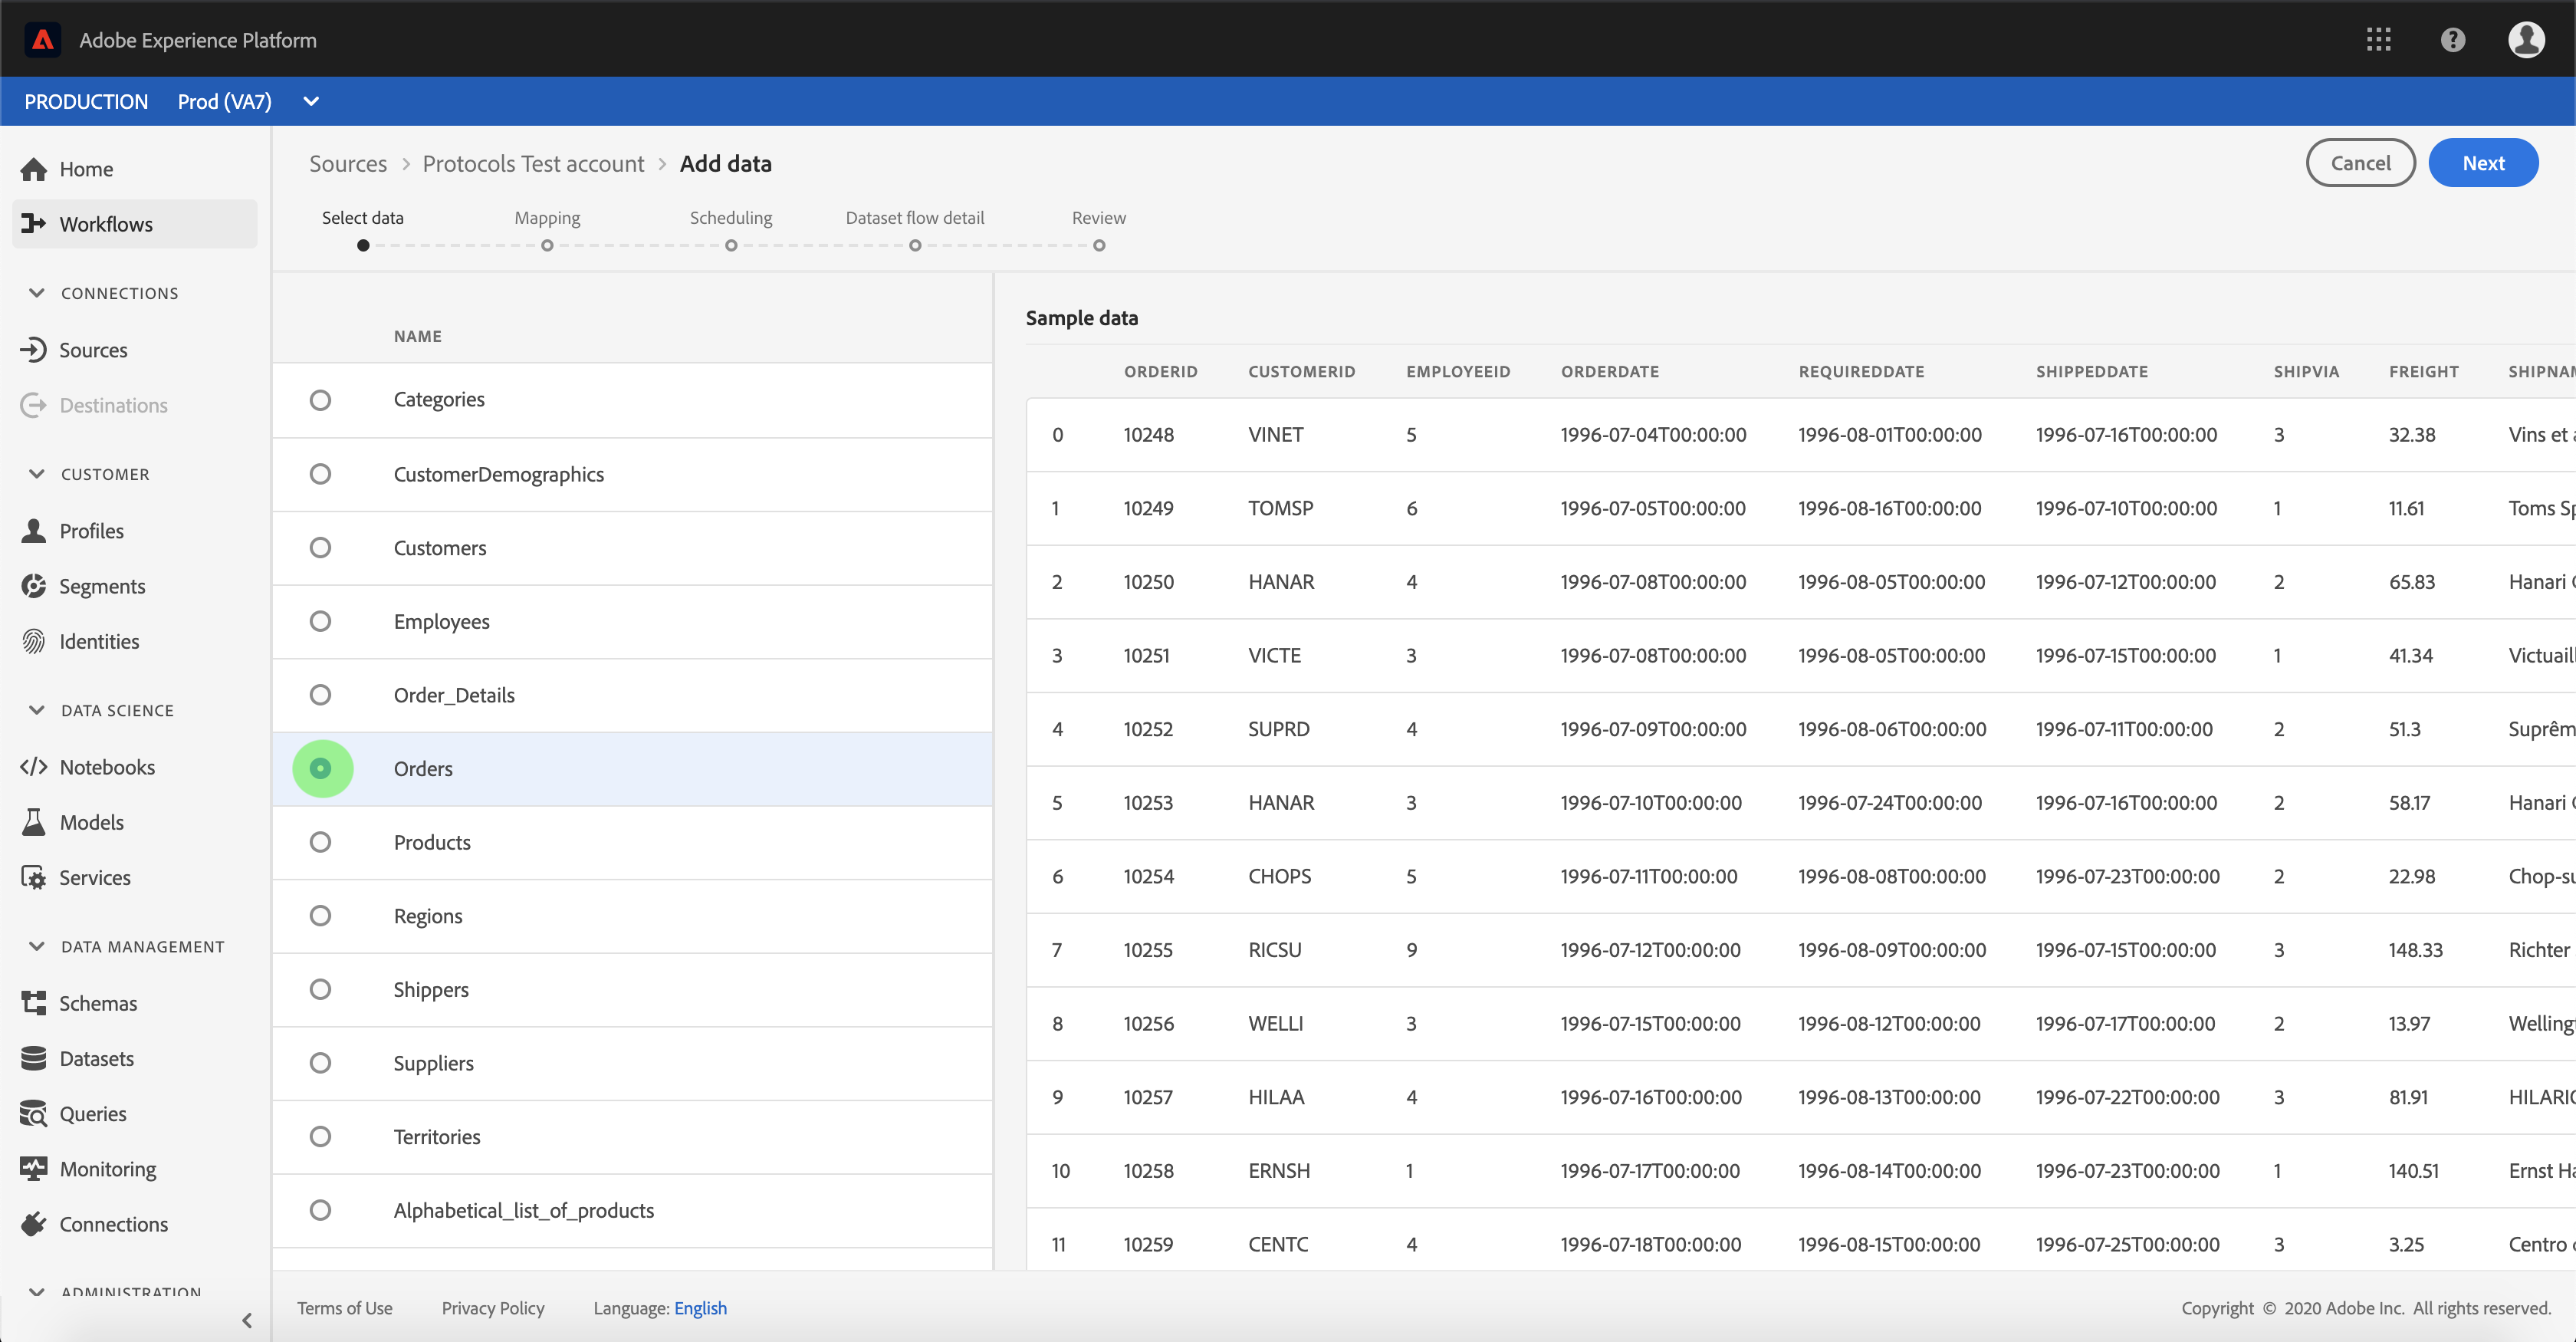 Adobe Experience Platform
?
PRODUCTION Prod (VA7)
Home
Workflows
CONNECTIONS
Sources
Destinations
CUSTOMER
Profiles
Segments
Identities
DATA SCIENCE
Notebooks
Models
Services
DATA MANAGEMENT
Schemas
Datasets
Queries
Monitoring
Connections
ADMINISTRATION
Sources > Protocols Test account > Add data
Cancel Next
Select data Mapping Scheduling Dataset flow detail Review
NAME
Categories
CustomerDemographics
Customers
Employees
Order_Details
Orders
Products
Regions
Shippers
Suppliers
Territories
Alphabetical_list_of_products
Sample data
ORDERID CUSTOMERID EMPLOYEEID ORDERDATE REQUIREDDATE SHIPPEDDATE SHIPVIA FREIGHT SHIPNAM
0 10248 VINET 5 1996-07-04T00:00:00 1996-08-01T00:00:00 1996-07-16T00:00:00 3 32.38 Vins et
1 10249 TOMSP 6 1996-07-05T00:00:00 1996-08-16T00:00:00 1996-07-10T00:00:00 1 11.61 Toms Sp
2 10250 HANAR 4 1996-07-08T00:00:00 1996-08-05T00:00:00 1996-07-12T00:00:00 2 65.83 Hanari
3 10251 VICTE 3 1996-07-08T00:00:00 1996-08-05T00:00:00 1996-07-15T00:00:00 1 41.34 Victuaill
4 10252 SUPRD 4 1996-07-09T00:00:00 1996-08-06T00:00:00 1996-07-11T00:00:00 2 51.3 Suprêm
5 10253 HANAR 3 1996-07-10T00:00:00 1996-07-24T00:00:00 1996-07-16T00:00:00 2 58.17 Hanari
6 10254 CHOPS 5 1996-07-11T00:00:00 1996-08-08T00:00:00 1996-07-23T00:00:00 2 22.98 Chop-su
7 10255 RICSU 9 1996-07-12T00:00:00 1996-08-09T00:00:00 1996-07-15T00:00:00 3 148.33 Richter
8 10256 WELLI 3 1996-07-15T00:00:00 1996-08-12T00:00:00 1996-07-17T00:00:00 2 13.97 Welling
9 10257 HILAA 4 1996-07-16T00:00:00 1996-08-13T00:00:00 1996-07-22T00:00:00 3 81.91 HILARIO
10 10258 ERNSH 1 1996-07-17T00:00:00 1996-08-14T00:00:00 1996-07-23T00:00:00 1 140.51 Ernst Ha
11 10259 CENTC 4 1996-07-18T00:00:00 1996-08-15T00:00:00 1996-07-25T00:00:00 3 3.25 Centro
Terms of Use Privacy Policy Language: English Copyright © 2020 Adobe Inc. All rights reserved.